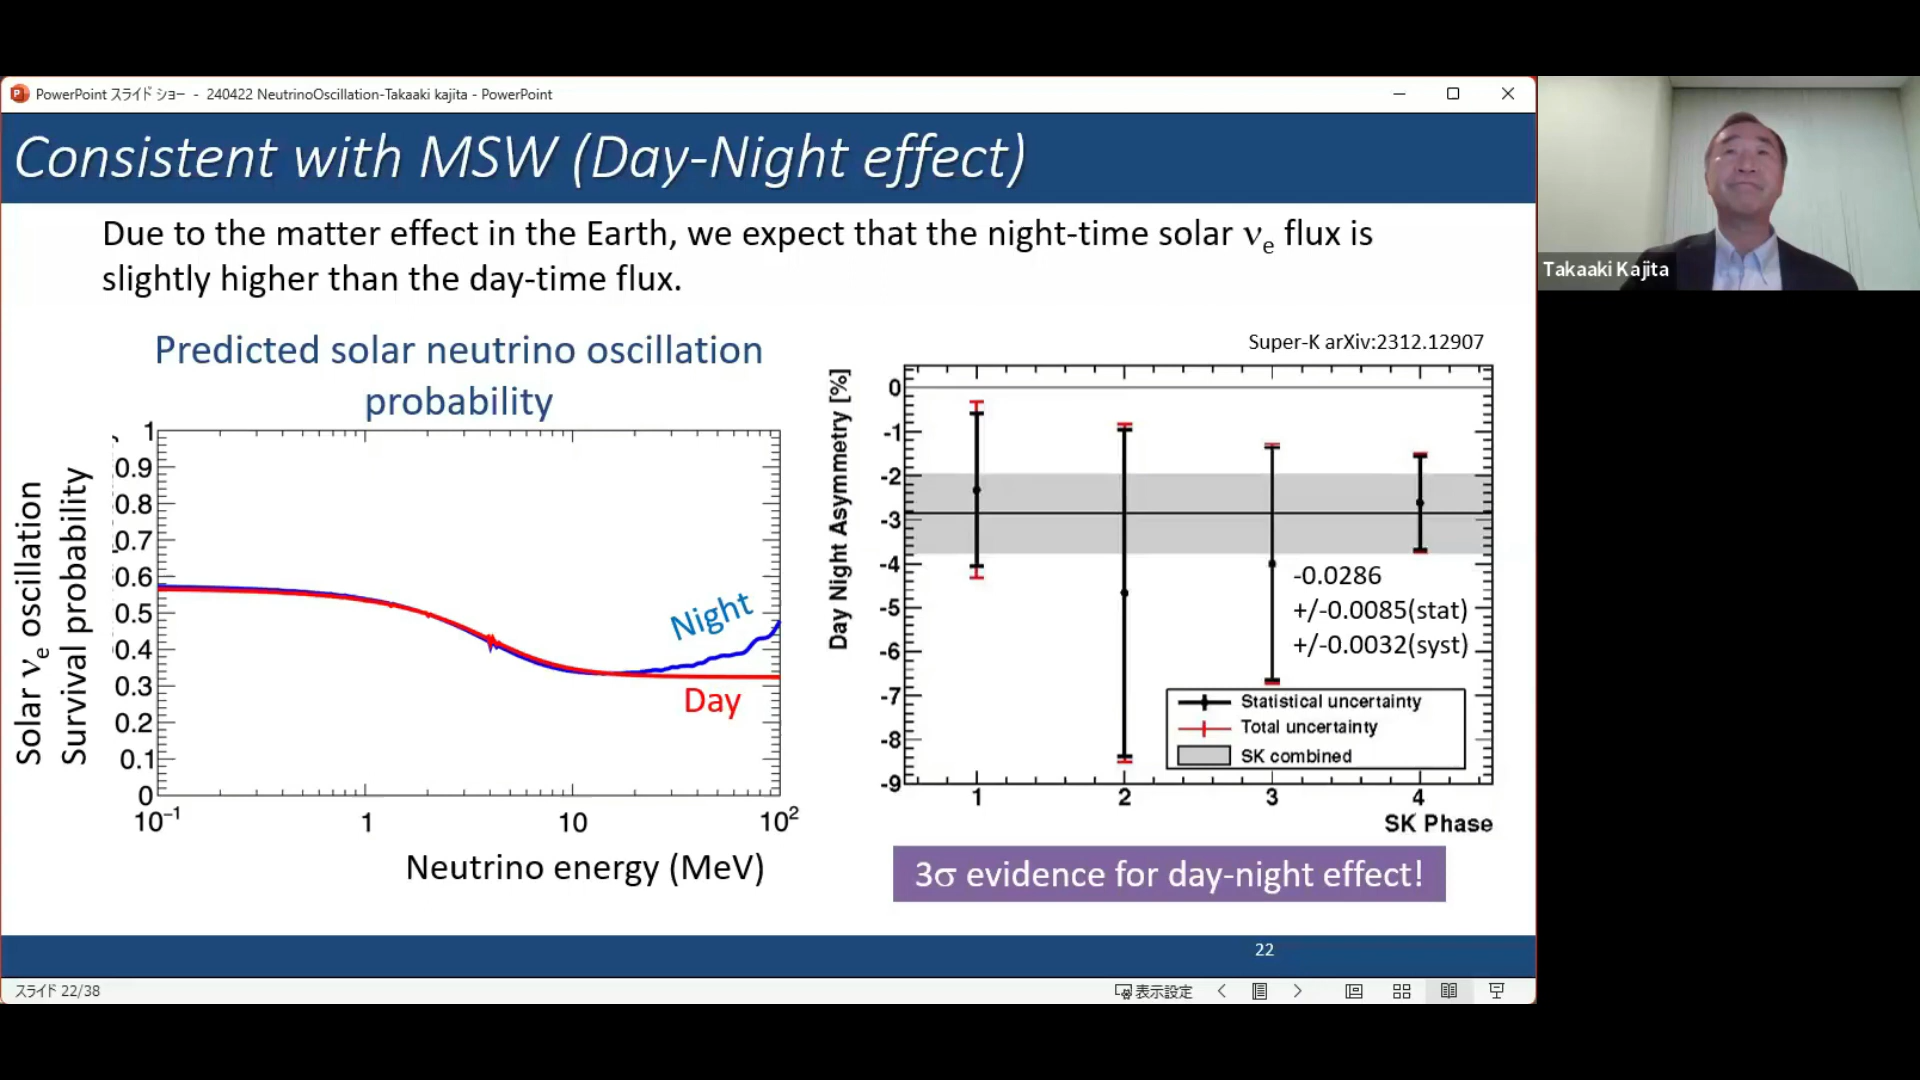 PowerPoint スライド ショー - 240422 NeutrinoOscillation-Takaaki kajita - PowerPoint
Consistent with MSW (Day-Night effect)
Due to the matter effect in the Earth, we expect that the night-time solar νe flux is
slightly higher than the day-time flux.
Predicted solar neutrino oscillation
probability
Solar νe oscillation
Survival probability
1
0.9
0.8
0.7
0.6
0.5
0.4
0.3
0.2
0.1
0
10⁻¹ 1 10 10²
Night
Day
Neutrino energy (MeV)
Super-K arXiv:2312.12907
Day Night Asymmetry [%]
0
-1
-2
-3
-4
-5
-6
-7
-8
-9
-0.0286
+/-0.0085(stat)
+/-0.0032(syst)
Statistical uncertainty
Total uncertainty
SK combined
1 2 3 4
SK Phase
3σ evidence for day-night effect!
22
スライド 22/38
表示設定
Takaaki Kajita